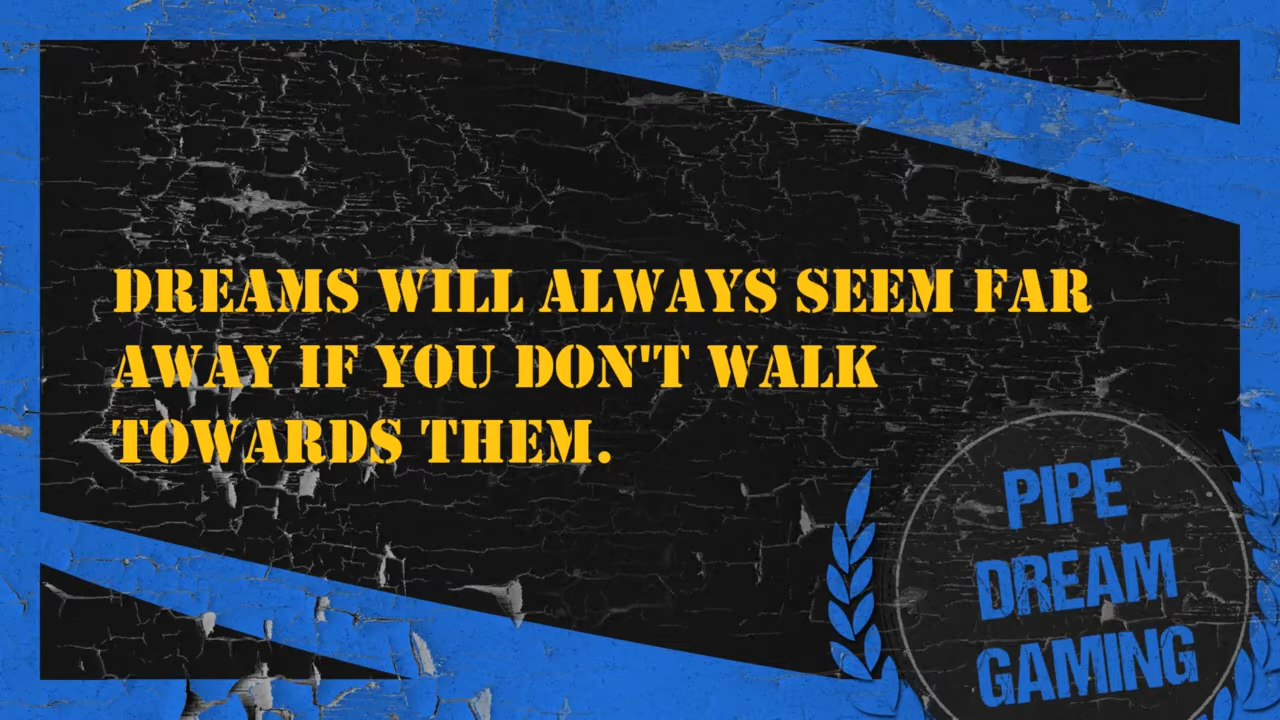 DREAMS WILL ALWAYS SEEM FAR
AWAY IF YOU DON'T WALK
TOWARDS THEM.
PIPE
DREAM
GAMING